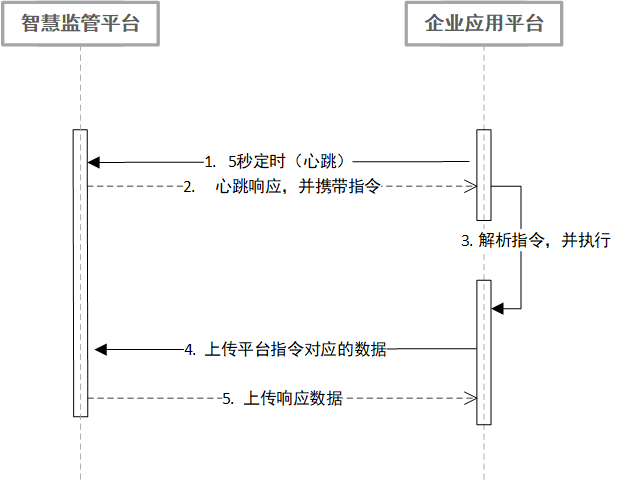 智慧监管平台
企业应用平台
1. 5秒定时（心跳）
2. 心跳响应，并携带指令
3. 解析指令，并执行
4. 上传平台指令对应的数据
5. 上传响应数据